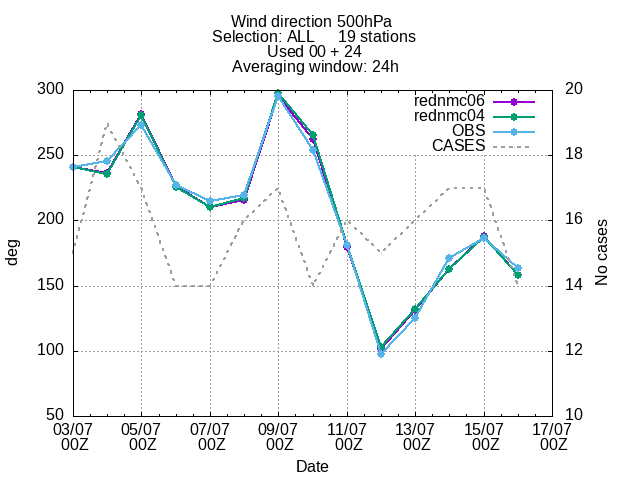 Wind direction 500hPa
Selection: ALL 19 stations
Used 00 + 24
Averaging window: 24h
300 20
rednmc06
rednmc04
OBS
CASES
250 18
200 16
deg
No cases
150 14
100 12
50 10
03/07 05/07 07/07 09/07 11/07 13/07 15/07 17/07
00Z 00Z 00Z 00Z 00Z 00Z 00Z 00Z
Date